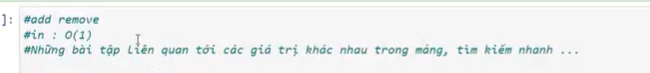 ]: #add remove
#in : O(1)
#Những bài tập liên quan tới các giá trị khác nhau trong mảng, tìm kiếm nhanh ...